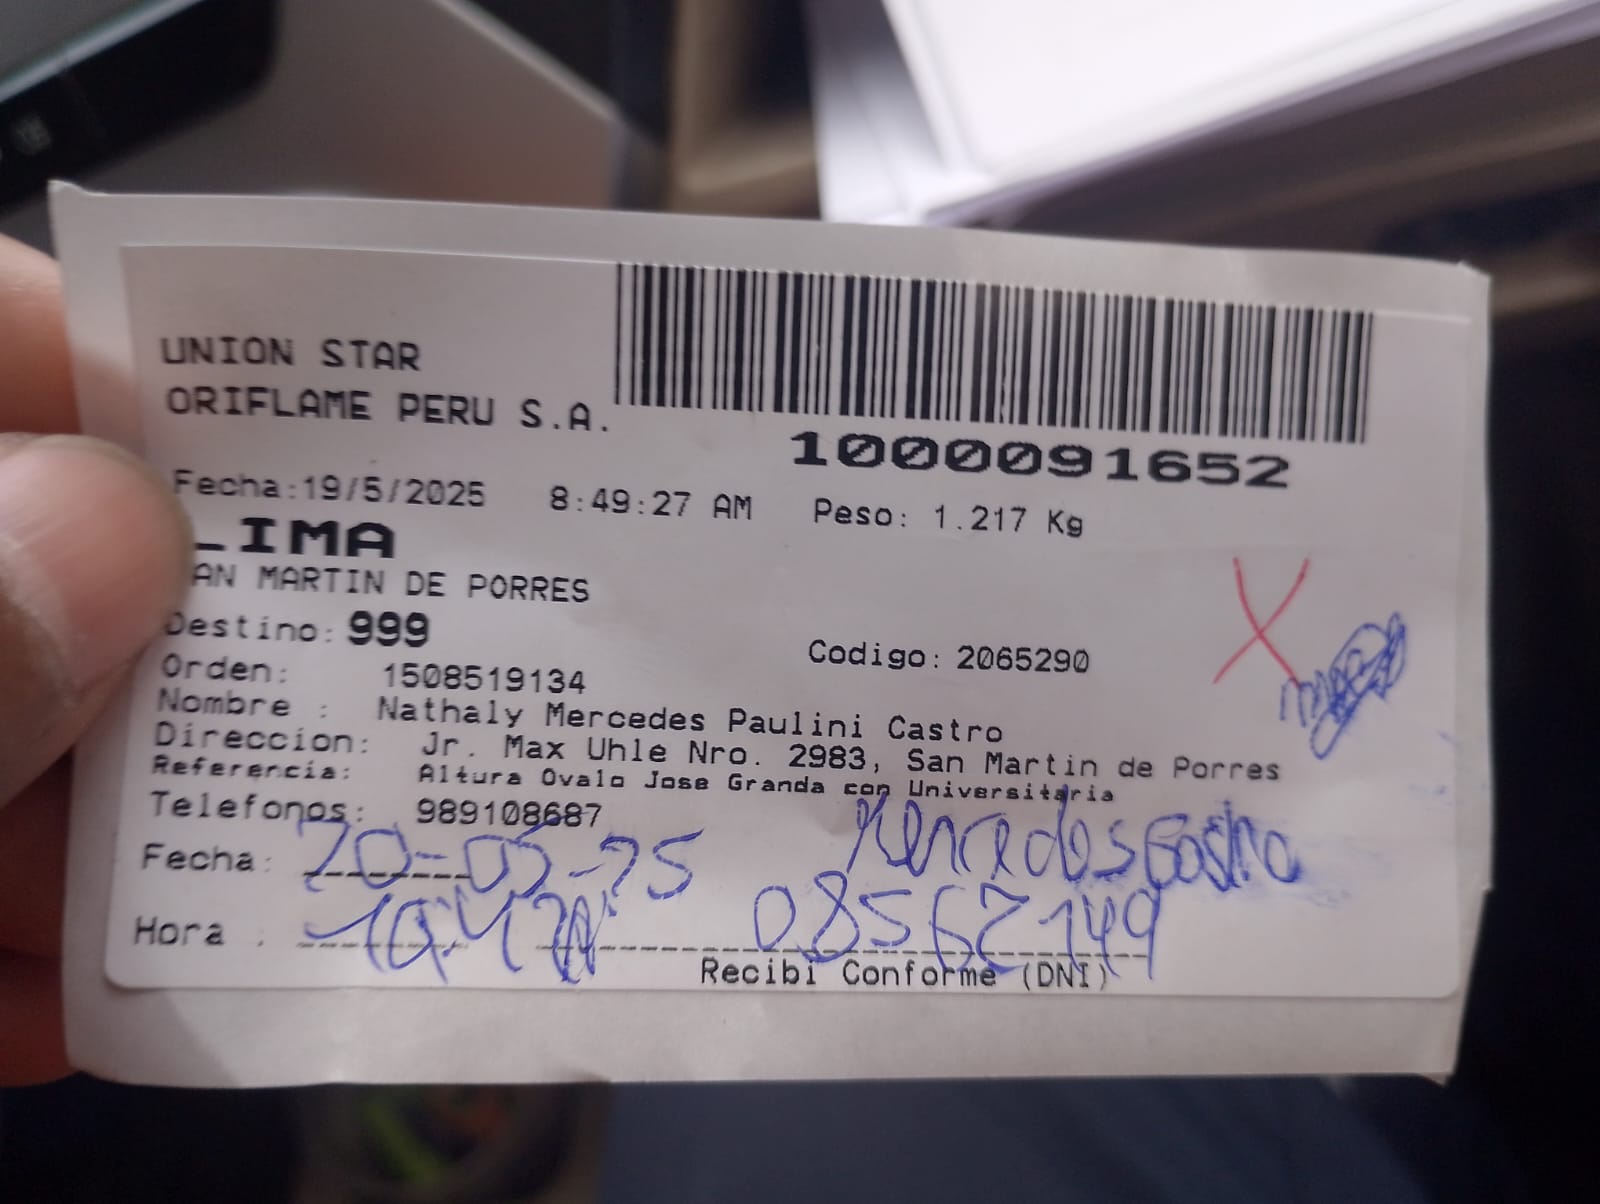 UNION STAR
ORIFLAME PERU S.A.
1000091652
Fecha:19/5/2025 8:49:27 AM Peso: 1.217 Kg
LIMA
AN MARTIN DE PORRES
Destino: 999
Codigo: 2065290
Orden: 1508519134
Nombre : Nathaly Mercedes Paulini Castro
Direccion: Jr. Max Uhle Nro. 2983, San Martin de Porres
Referencia: Altura Ovalo Jose Granda con Universitaria
Telefonos: 989108687
Mercedes Castro
Fecha: 20-05-25
Hora : 08562149
Recibi Conforme (DNI)